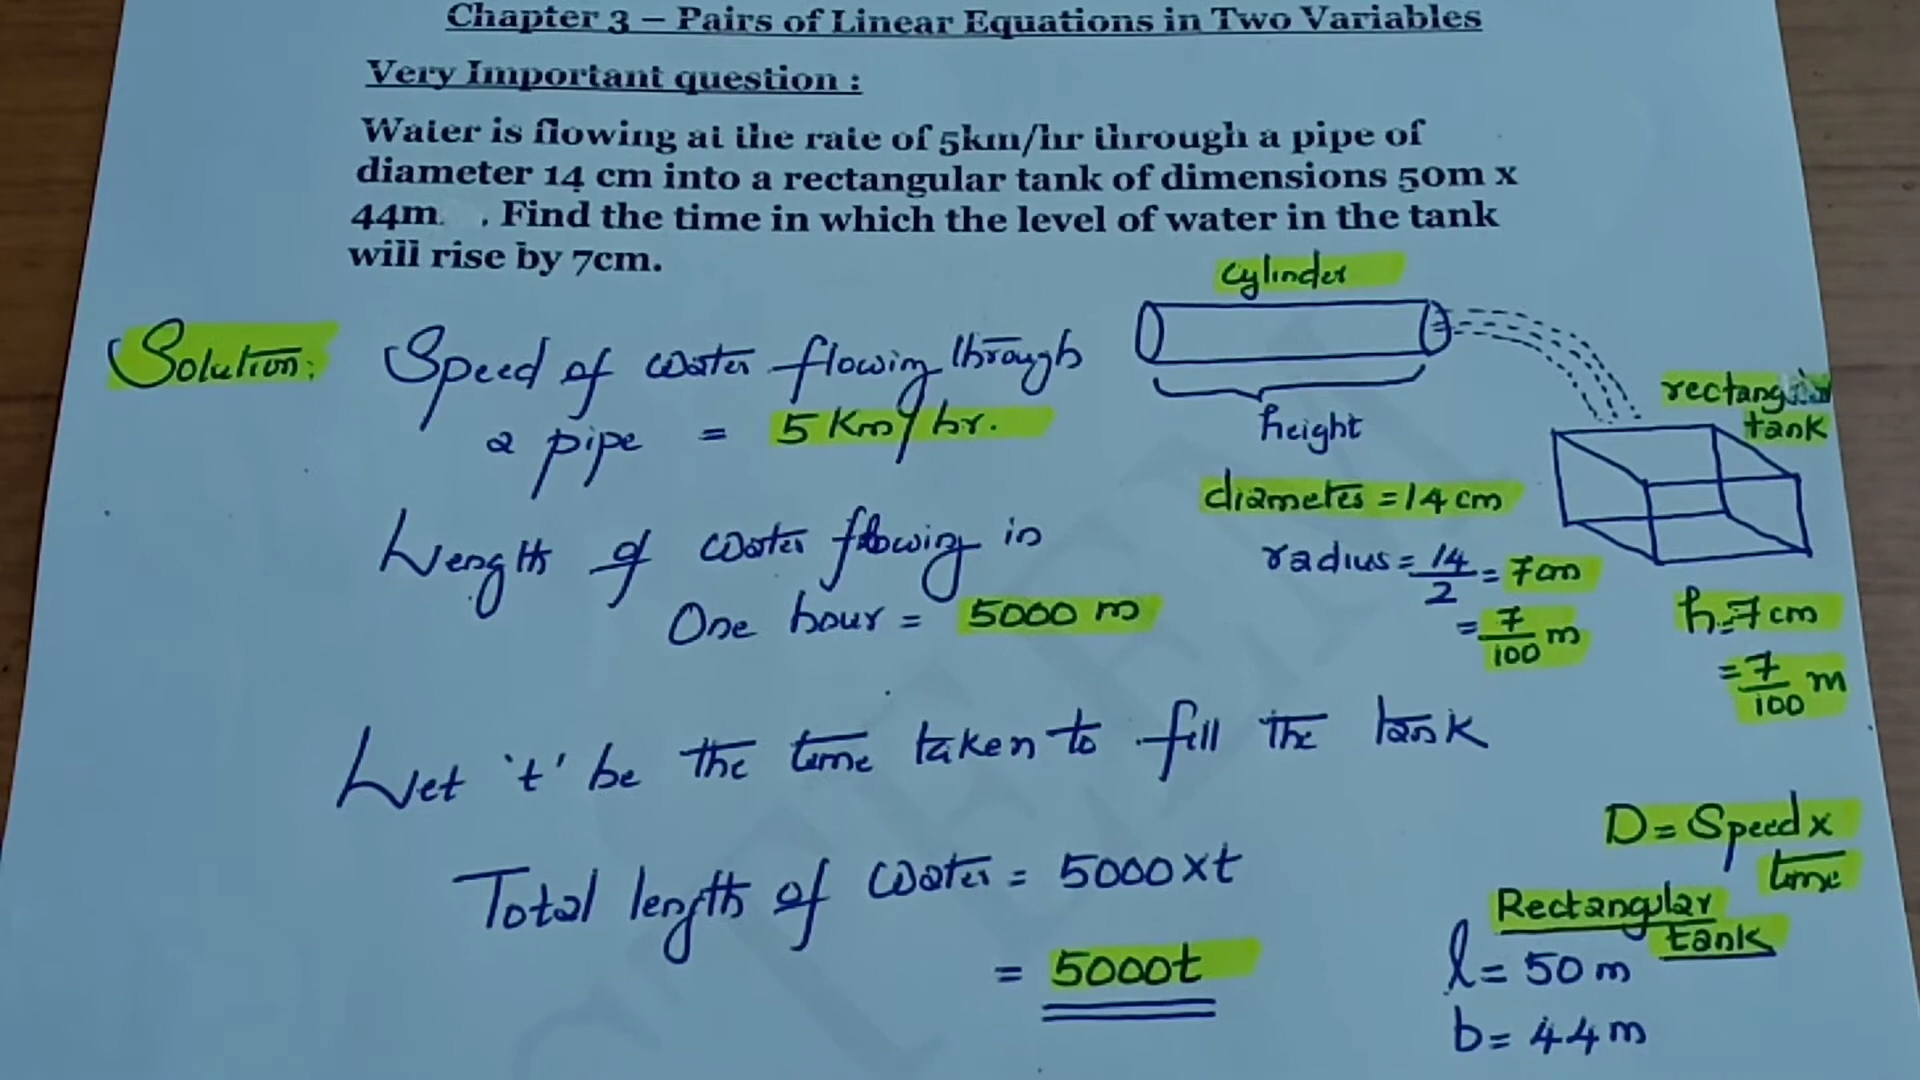 Chapter 3 – Pairs of Linear Equations in Two Variables
Very Important question :
Water is flowing at the rate of 5km/hr through a pipe of
diameter 14 cm into a rectangular tank of dimensions 50m x
44m. . Find the time in which the level of water in the tank
will rise by 7cm.
cylinder
Solution:
Speed of water flowing through
a pipe = 5 Km/hr.
height
rectangular
tank
diameter = 14 cm
Length of water flowing in
One hour = 5000 m
radius = 14/2 = 7cm
= 7/100 m
h=7cm
= 7/100 m
Let 't' be the time taken to fill the tank
D = Speed x
time
Total length of water = 5000 x t
= 5000t
Rectangular
tank
l = 50 m
b = 44 m